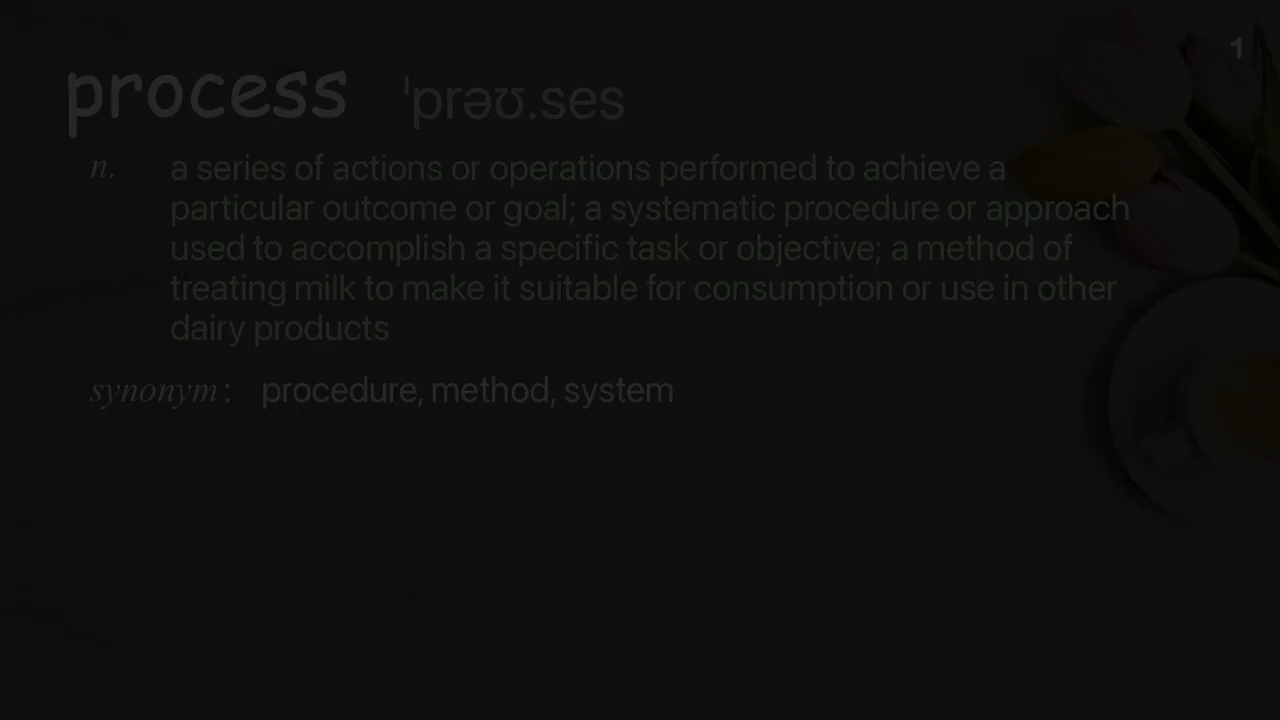 1
process ˈprəʊ.ses
n. a series of actions or operations performed to achieve a
particular outcome or goal; a systematic procedure or approach
used to accomplish a specific task or objective; a method of
treating milk to make it suitable for consumption or use in other
dairy products
synonym: procedure, method, system